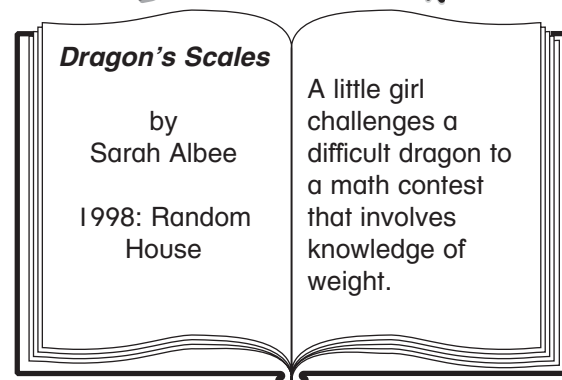 Dragon's Scales
by
Sarah Albee
1998: Random
House
A little girl
challenges a
difficult dragon to
a math contest
that involves
knowledge of
weight.